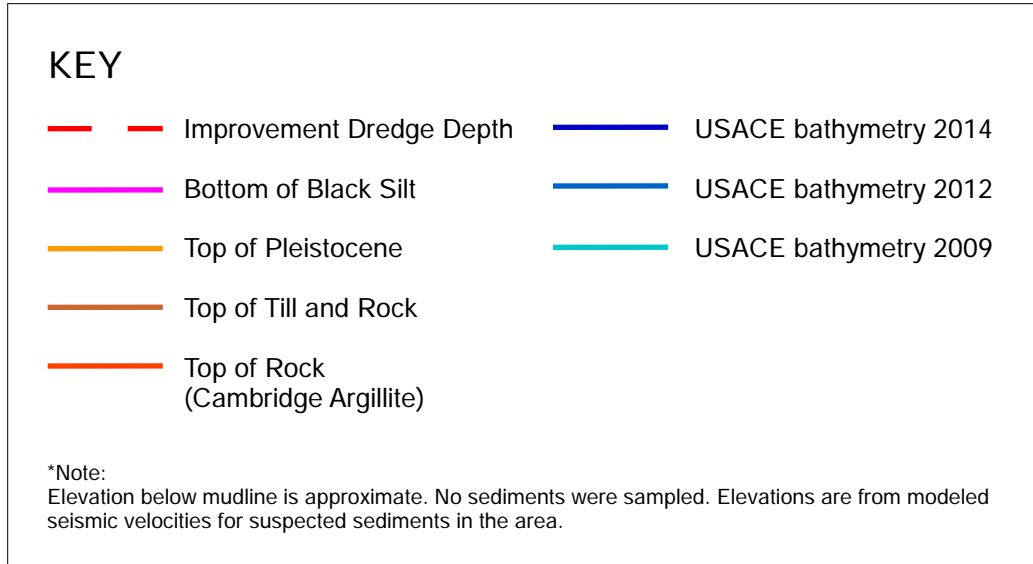 KEY
Improvement Dredge Depth
Bottom of Black Silt
Top of Pleistocene
Top of Till and Rock
Top of Rock
(Cambridge Argillite)
USACE bathymetry 2014
USACE bathymetry 2012
USACE bathymetry 2009
*Note:
Elevation below mudline is approximate. No sediments were sampled. Elevations are from modeled
seismic velocities for suspected sediments in the area.